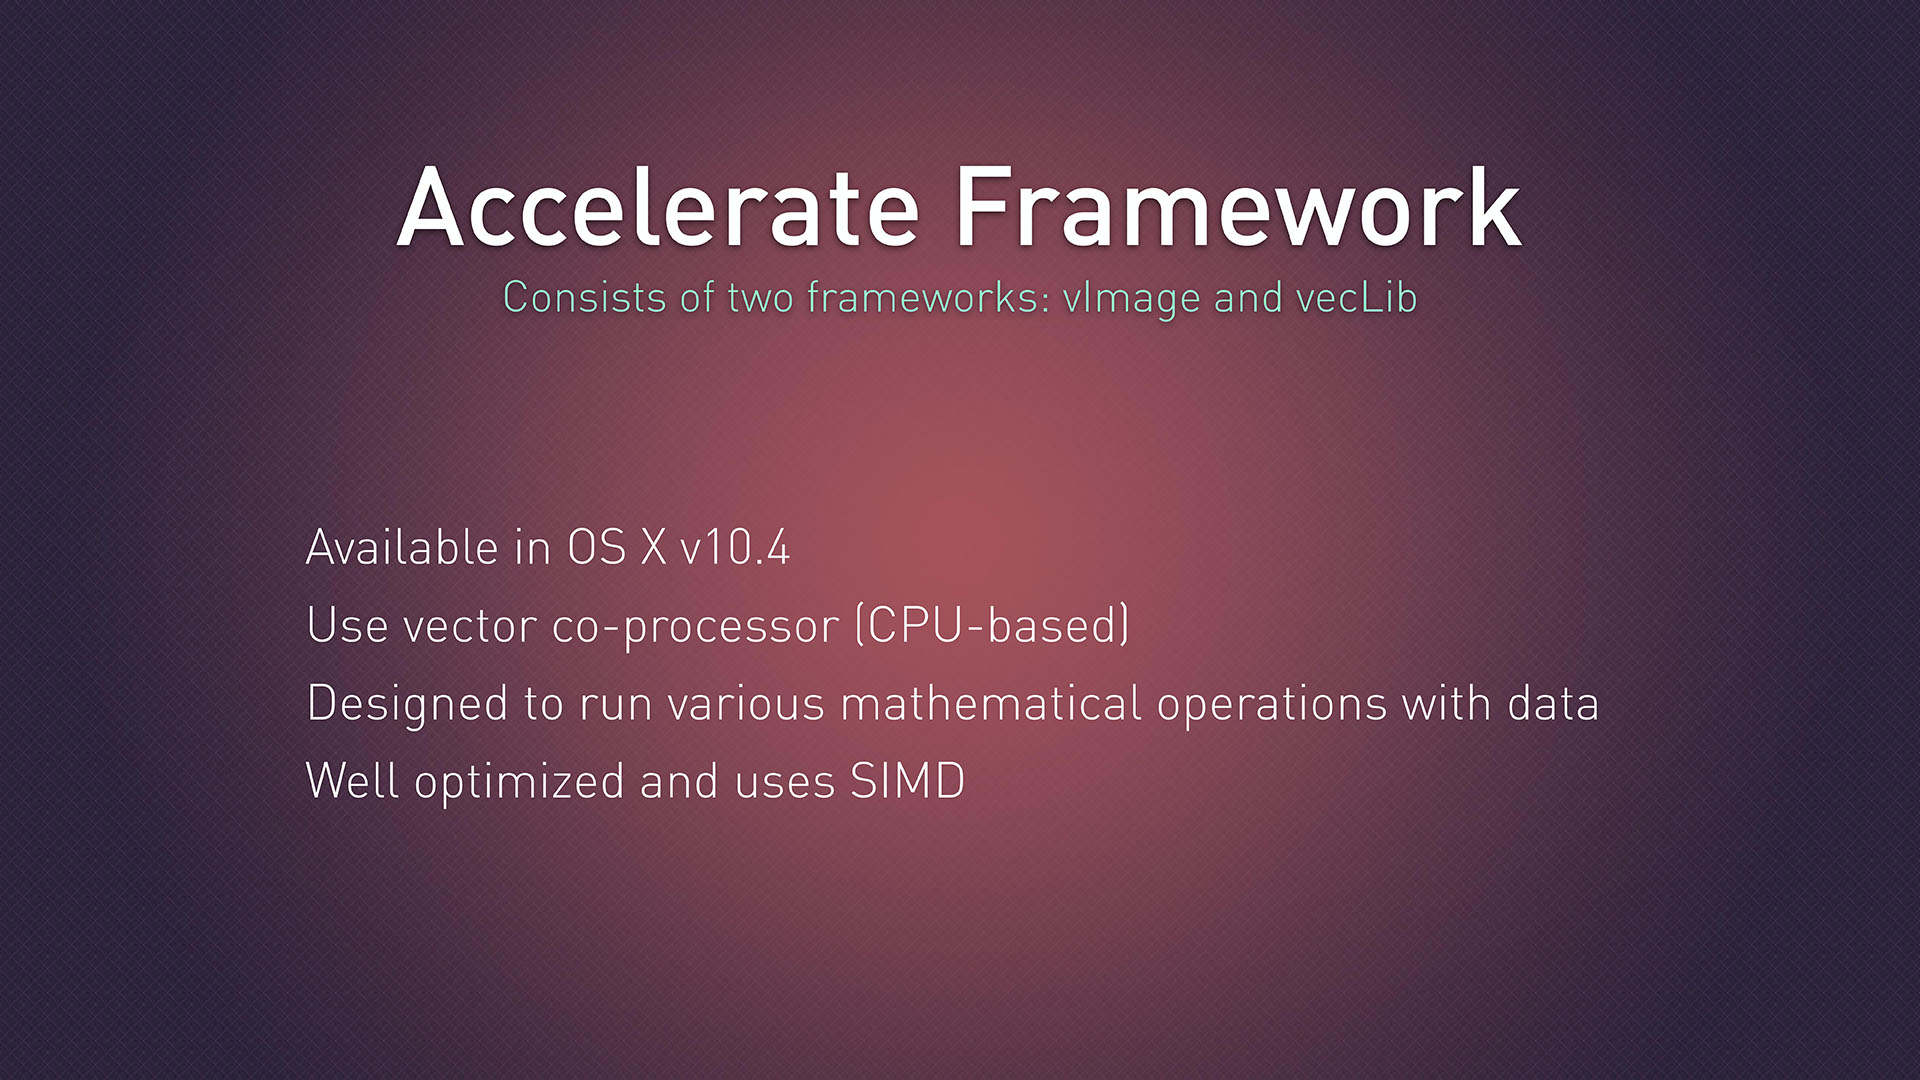 Accelerate Framework
Consists of two frameworks: vImage and vecLib
Available in OS X v10.4
Use vector co-processor (CPU-based)
Designed to run various mathematical operations with data
Well optimized and uses SIMD